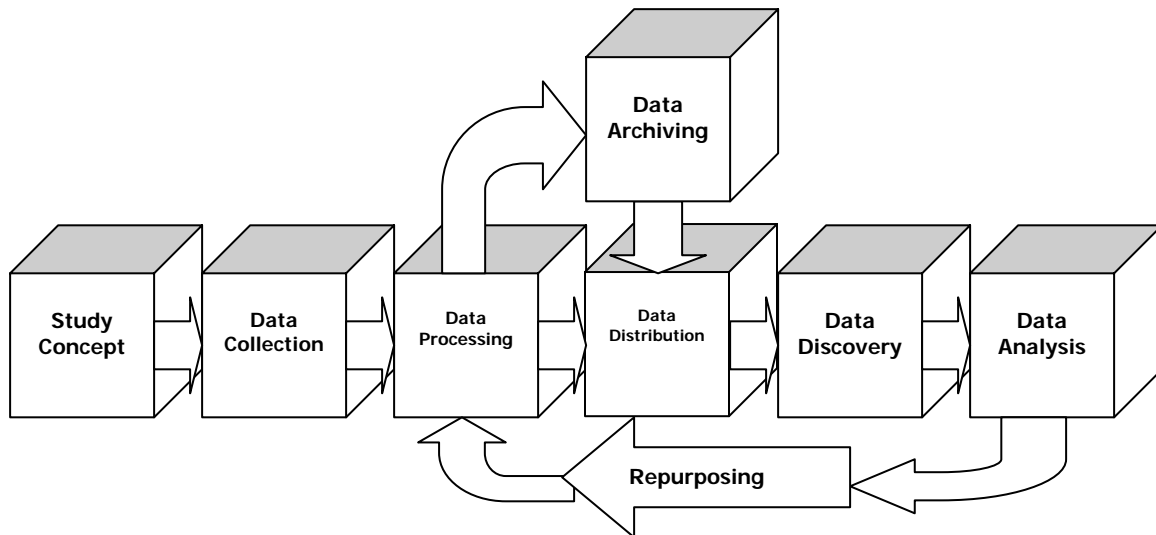 Data
Archiving
Study
Concept
Data
Collection
Data
Processing
Data
Distribution
Data
Discovery
Data
Analysis
Repurposing